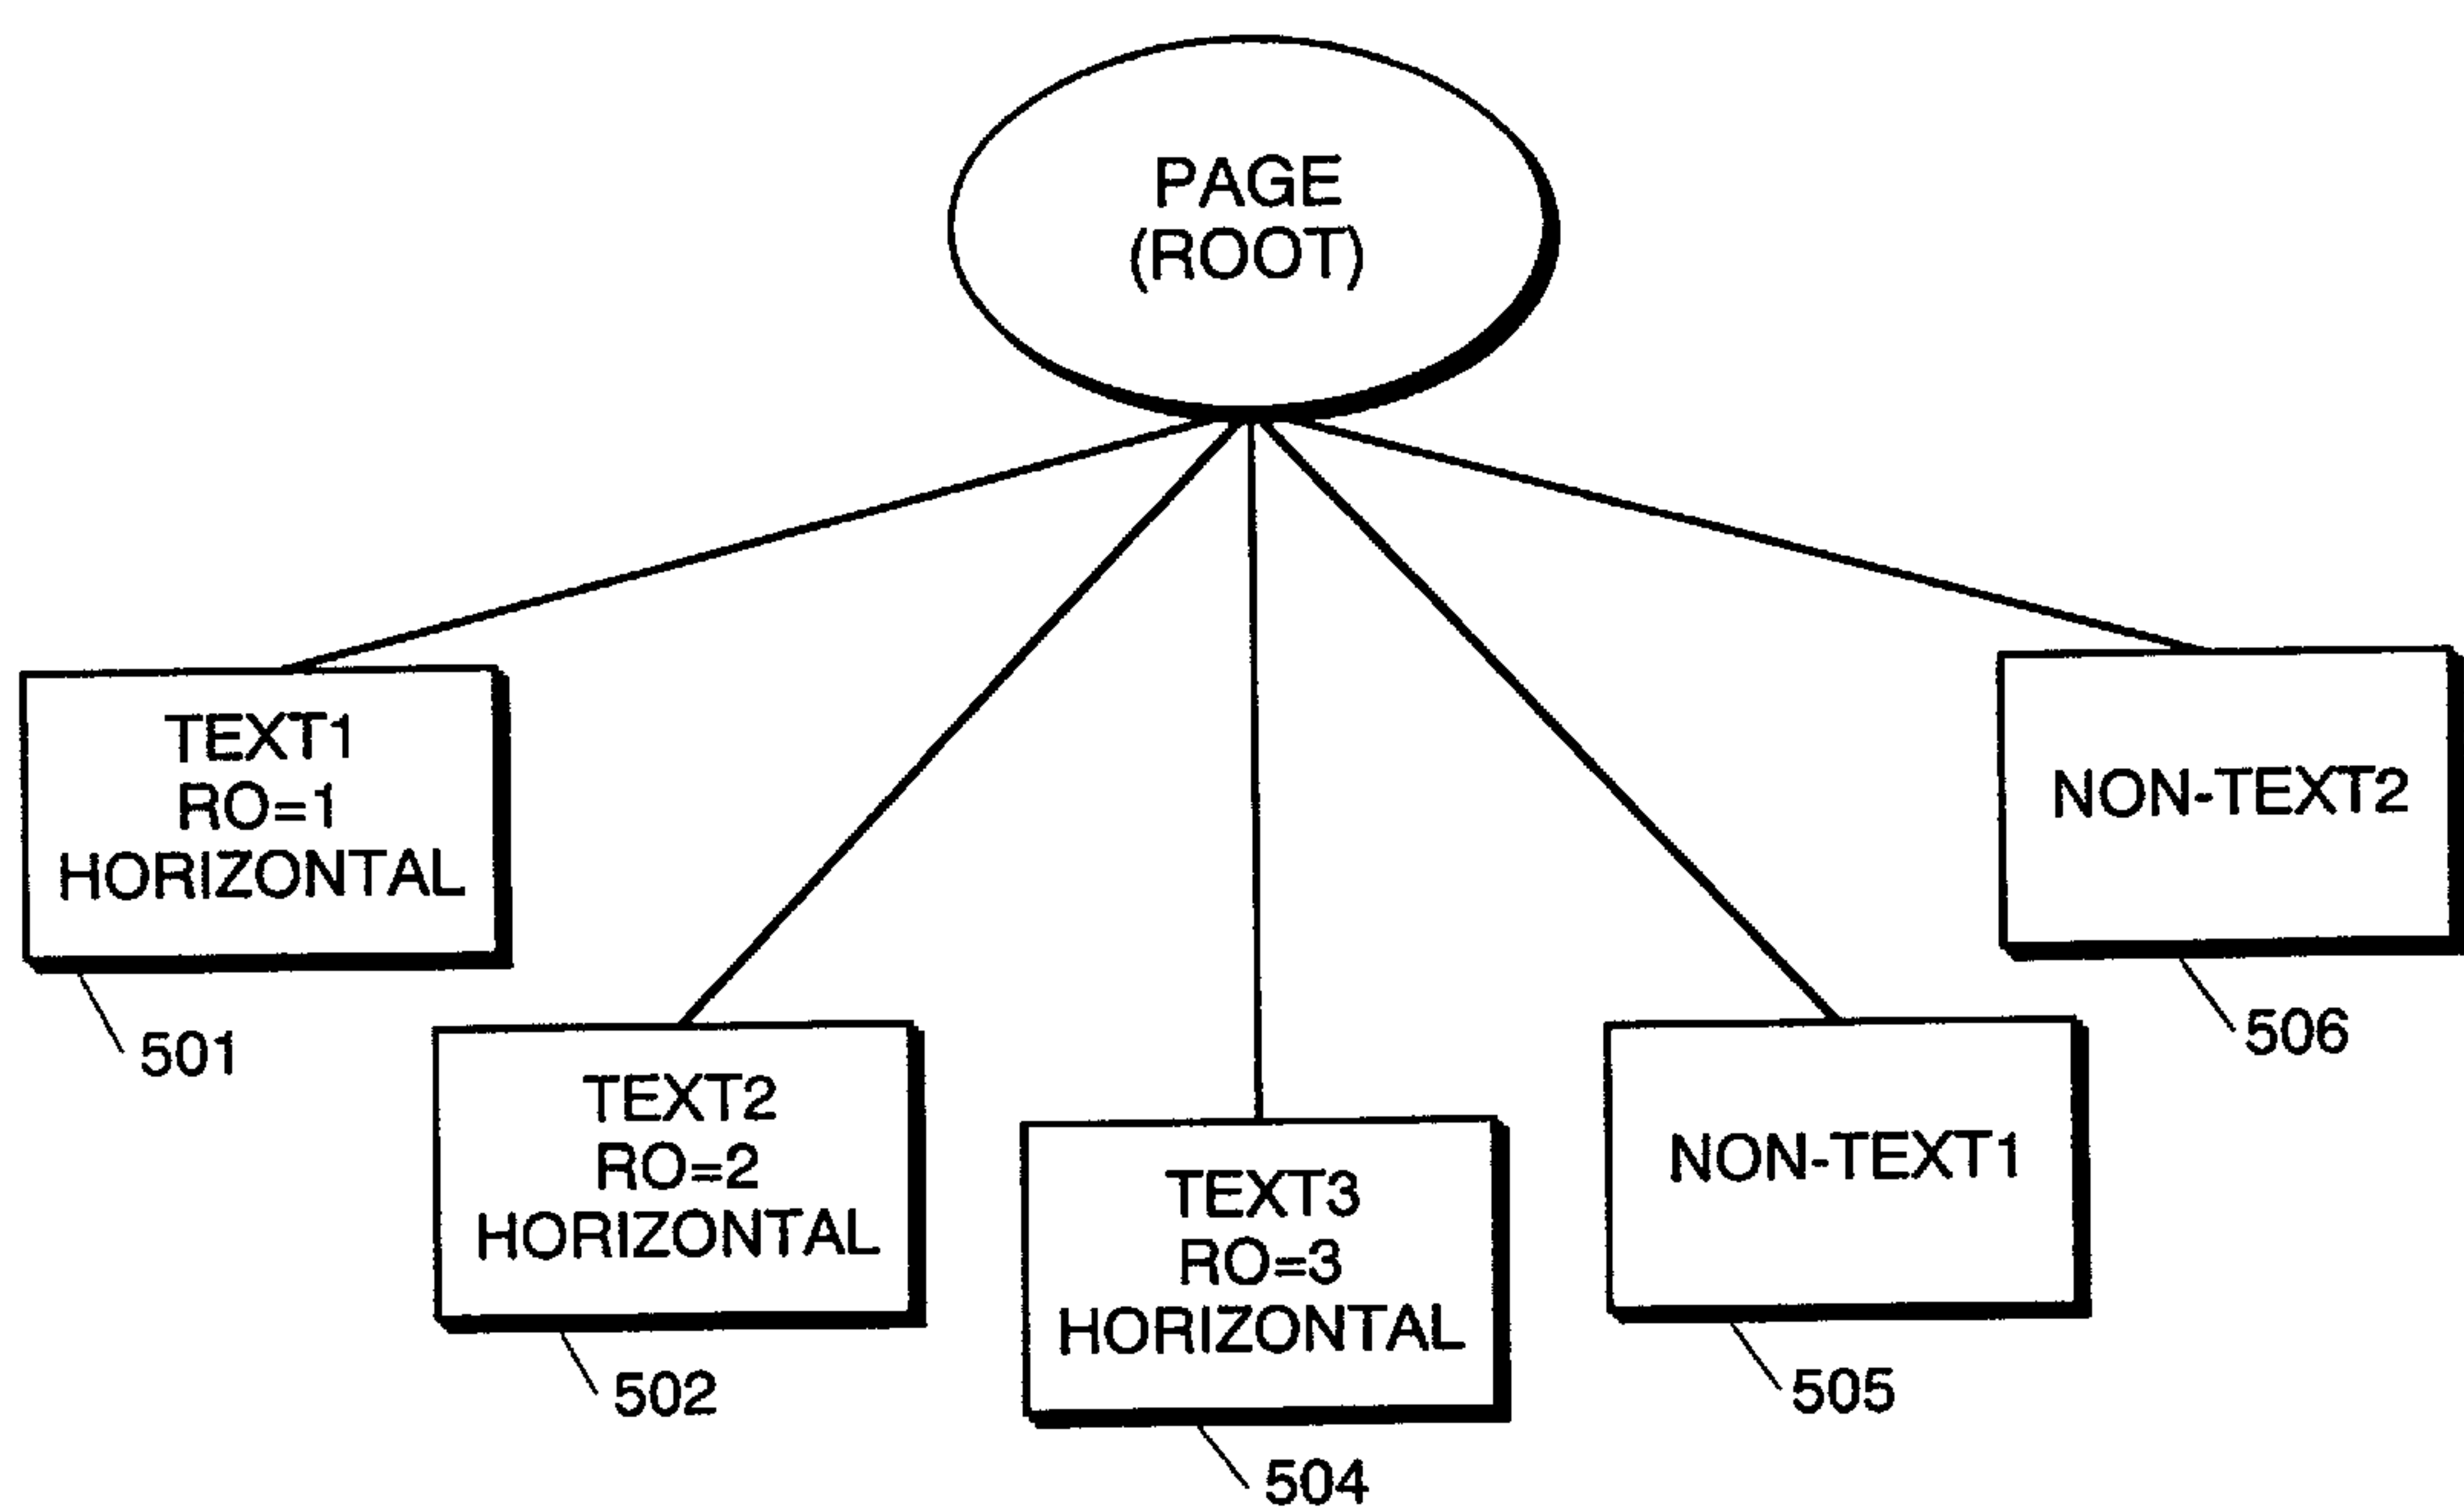 PAGE
(ROOT)
TEXT1
RO=1
HORIZONTAL
501
TEXT2
RO=2
HORIZONTAL
502
TEXT3
RO=3
HORIZONTAL
504
NON-TEXT1
505
NON-TEXT2
506